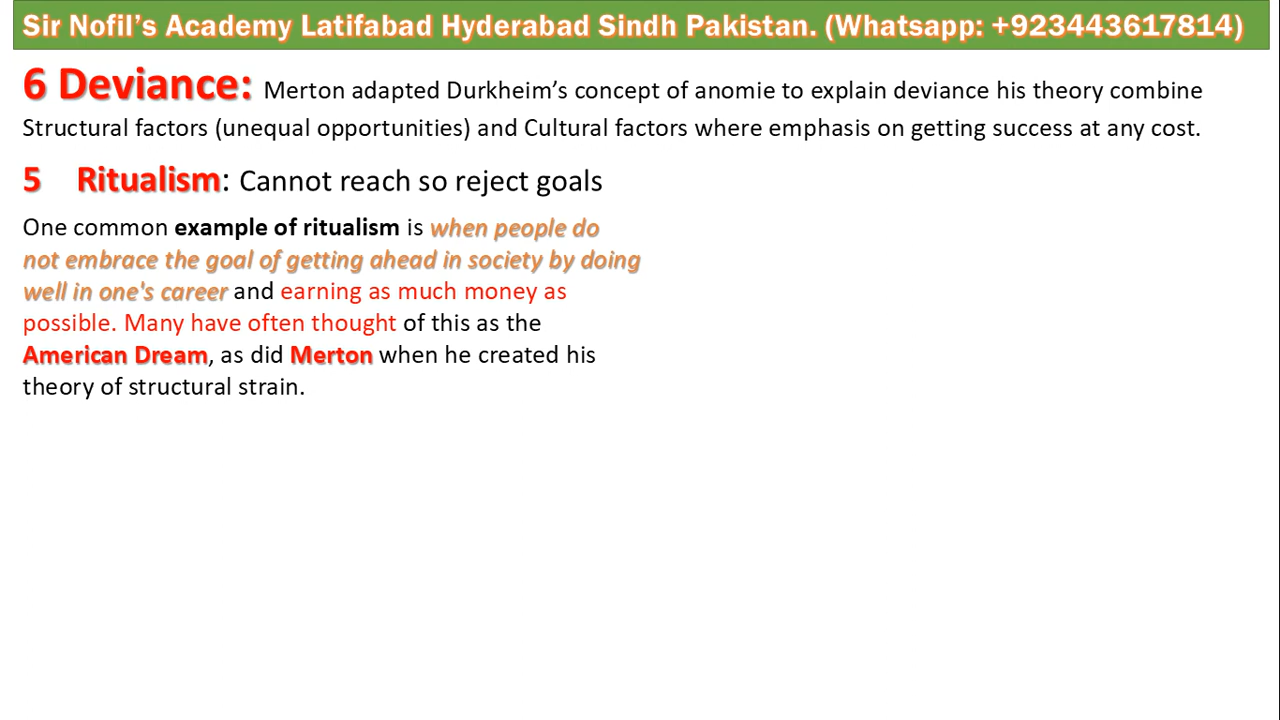 Sir Nofil’s Academy Latifabad Hyderabad Sindh Pakistan. (Whatsapp: +923443617814)
6 Deviance: Merton adapted Durkheim’s concept of anomie to explain deviance his theory combine
Structural factors (unequal opportunities) and Cultural factors where emphasis on getting success at any cost.
5 Ritualism: Cannot reach so reject goals
One common example of ritualism is when people do
not embrace the goal of getting ahead in society by doing
well in one's career and earning as much money as
possible. Many have often thought of this as the
American Dream, as did Merton when he created his
theory of structural strain.